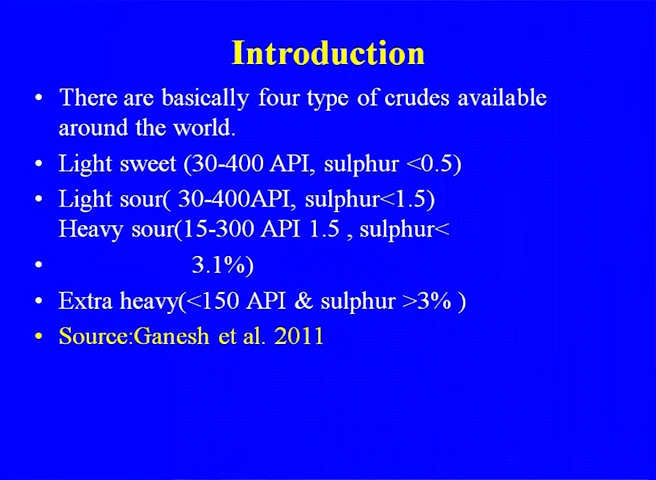 Introduction
• There are basically four type of crudes available
around the world.
• Light sweet (30-400 API, sulphur <0.5)
• Light sour( 30-400API, sulphur<1.5)
Heavy sour(15-300 API 1.5 , sulphur<
• 3.1%)
• Extra heavy(<150 API & sulphur >3% )
• Source:Ganesh et al. 2011